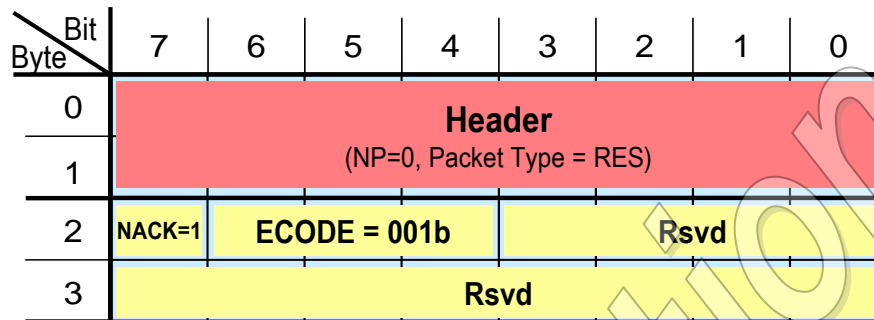 Bit
Byte
7 6 5 4 3 2 1 0
0
Header
(NP=0, Packet Type = RES)
1
2 NACK=1 ECODE = 001b Rsvd
3 Rsvd